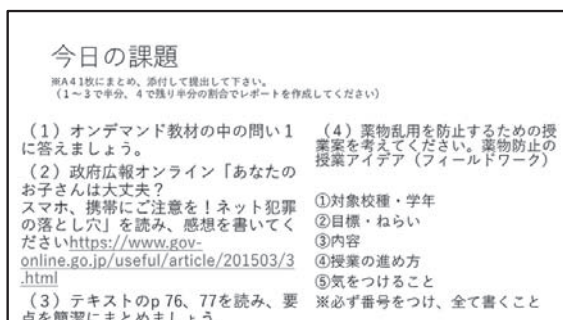 今日の課題
※A4 1枚にまとめ、添付して提出して下さい。
（1～3で半分、4で残り半分の割合でレポートを作成してください）
（1）オンデマンド教材の中の問い1
に答えましょう。
（2）政府広報オンライン「あなたの
お子さんは大丈夫？
スマホ、携帯にご注意を！ネット犯罪
の落とし穴」を読み、感想を書いてく
ださいhttps://www.gov-
online.go.jp/useful/article/201503/3
.html
（3）テキストのp 76、77を読み、要
点を簡潔にまとめましょう
（4）薬物乱用を防止するための授
業案を考えてください。薬物防止の
授業アイデア（フィールドワーク）
①対象校種・学年
②目標・ねらい
③内容
④授業の進め方
⑤気をつけること
※必ず番号をつけ、全て書くこと